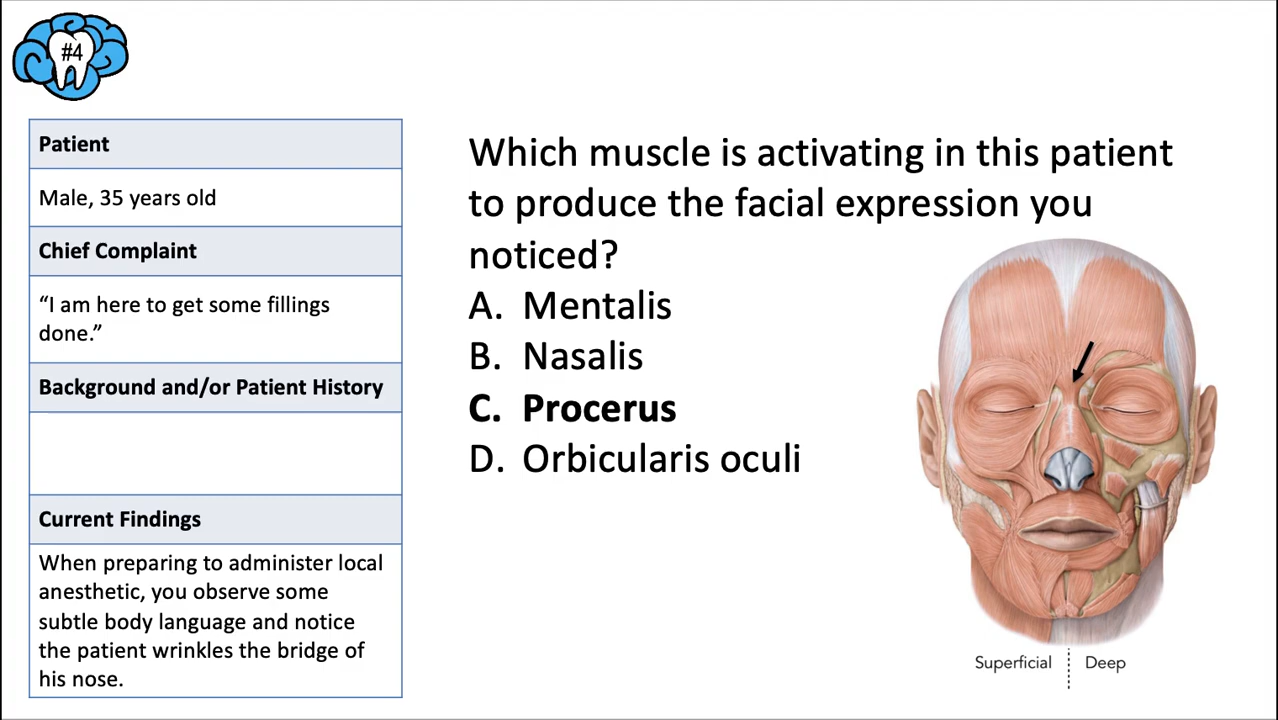 #4
Patient
Male, 35 years old
Chief Complaint
“I am here to get some fillings
done.”
Background and/or Patient History
Current Findings
When preparing to administer local
anesthetic, you observe some
subtle body language and notice
the patient wrinkles the bridge of
his nose.
Which muscle is activating in this patient
to produce the facial expression you
noticed?
A. Mentalis
B. Nasalis
C. Procerus
D. Orbicularis oculi
Superficial
Deep